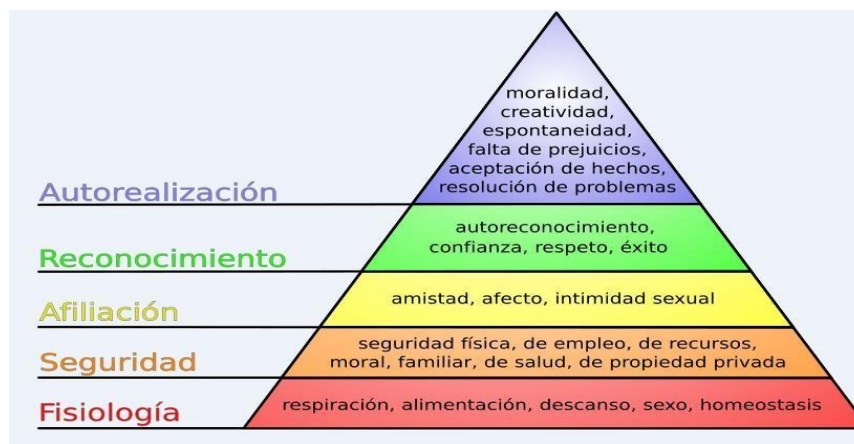 moralidad,
creatividad,
espontaneidad,
falta de prejuicios,
aceptación de hechos,
resolución de problemas
Autorealización
autoreconocimiento,
confianza, respeto, éxito
Reconocimiento
amistad, afecto, intimidad sexual
Afiliación
seguridad física, de empleo, de recursos,
moral, familiar, de salud, de propiedad privada
Seguridad
respiración, alimentación, descanso, sexo, homeostasis
Fisiología